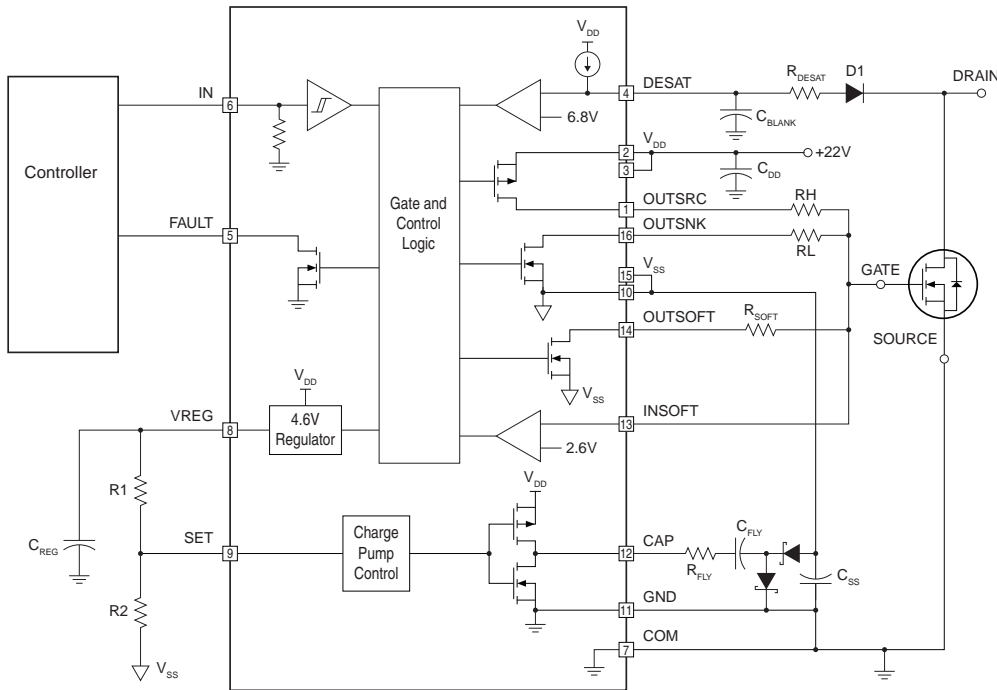 V_DD
DRAIN
D1
R_DESAT
DESAT
IN
6
4
6.8V
C_BLANK
V_DD
2
+22V
3
C_DD
Controller
Gate and
Control
Logic
OUTSRC
RH
1
FAULT
OUTSNK
5
16
RL
V_SS
15
GATE
10
OUTSOFT
R_SOFT
14
SOURCE
V_DD
V_SS
VREG
4.6V
Regulator
INSOFT
8
13
2.6V
V_DD
R1
C_FLY
C_REG
SET
Charge
Pump
Control
CAP
9
12
R_FLY
C_SS
GND
R2
11
COM
V_SS
7